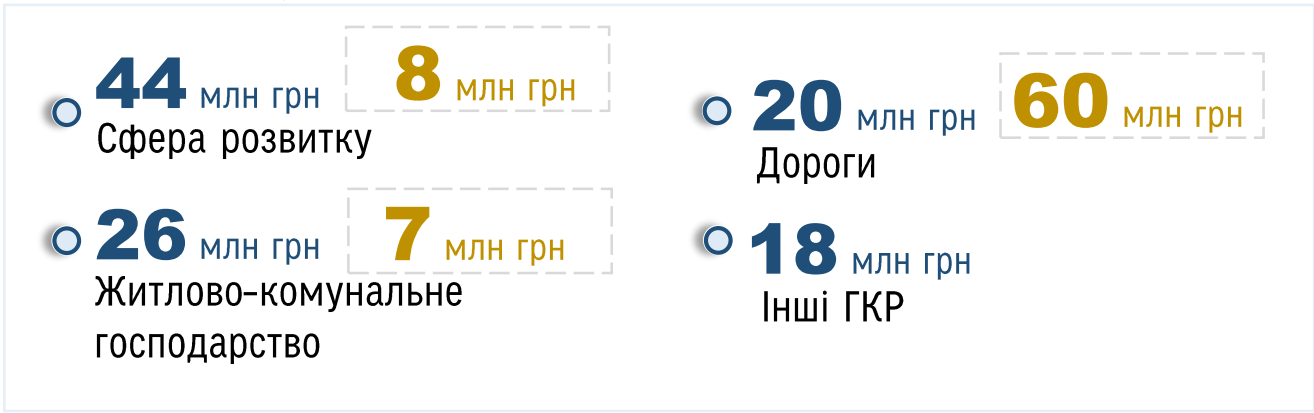 44 млн грн 8 млн грн
Сфера розвитку
26 млн грн 7 млн грн
Житлово-комунальне
господарство
20 млн грн 60 млн грн
Дороги
18 млн грн
Інші ГКР